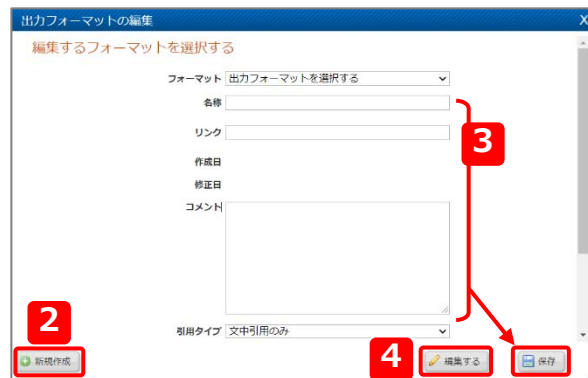 出力フォーマットの編集 X
編集するフォーマットを選択する
フォーマット 出力フォーマットを選択する
名称
3
リンク
作成日
修正日
コメント
2
引用タイプ 文中引用のみ
新規作成 4 編集する 保存